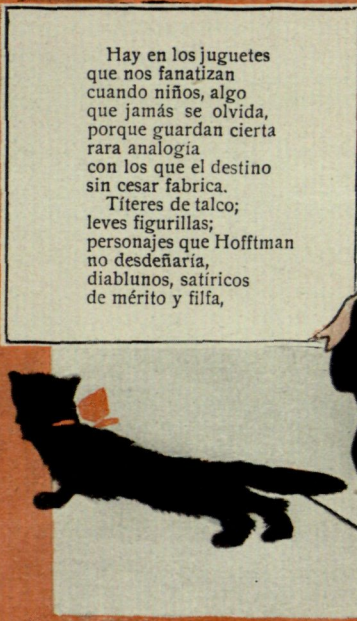 Hay en los juguetes
que nos fanatizan
cuando niños, algo
que jamás se olvida,
porque guardan cierta
rara analogía
con los que el destino
sin cesar fabrica.
Títeres de talco;
leves figurillas;
personajes que Hofftman
no desdeñaría,
diablunos, satíricos
de mérito y filfa,